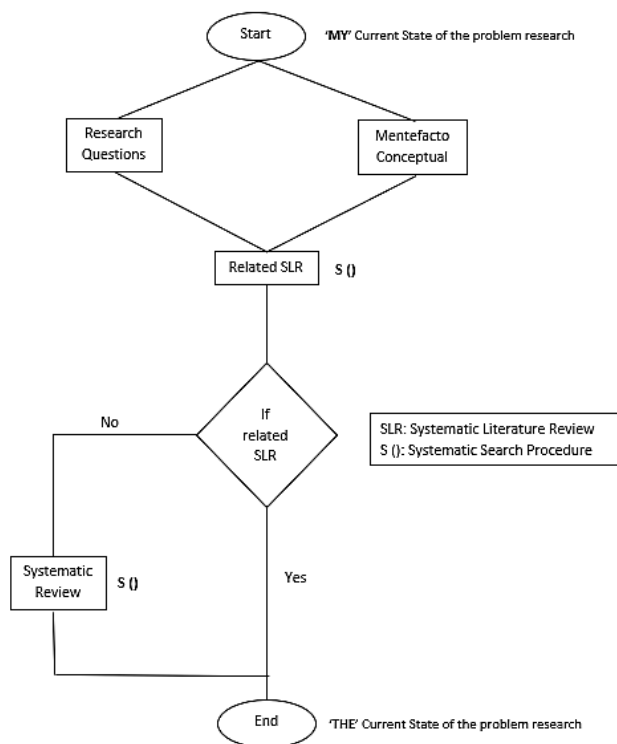 Start
'MY' Current State of the problem research
Research
Questions
Mentefacto
Conceptual
Related SLR
S ()
If
related
SLR
No
SLR: Systematic Literature Review
S (): Systematic Search Procedure
Systematic
Review
S ()
Yes
End
'THE' Current State of the problem research